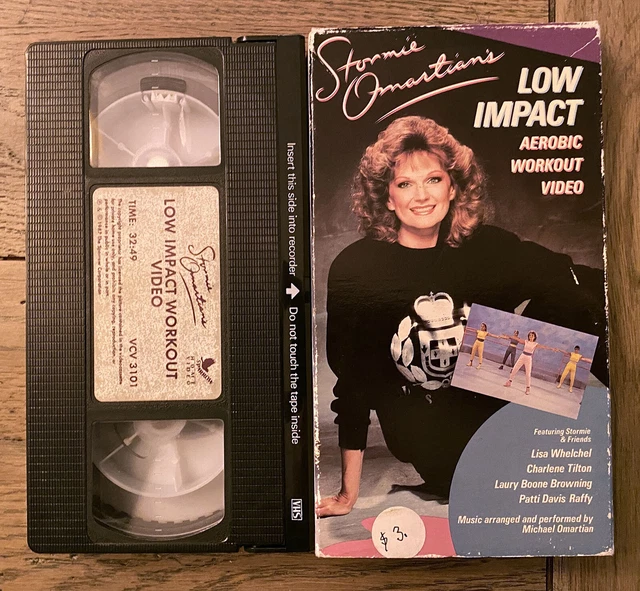 Insert this side into recorder Do not touch the tape inside
VHS
Stormie
Omartian's
LOW IMPACT WORKOUT
VIDEO
TIME: 32:49
VCV 3101
HOME
VIDEO
Stormie
Omartian's
LOW
IMPACT
AEROBIC
WORKOUT
VIDEO
Featuring Stormie
& Friends
Lisa Whelchel
Charlene Tilton
Laury Boone Browning
Patti Davis Raffy
Music arranged and performed by
Michael Omartian
$3.